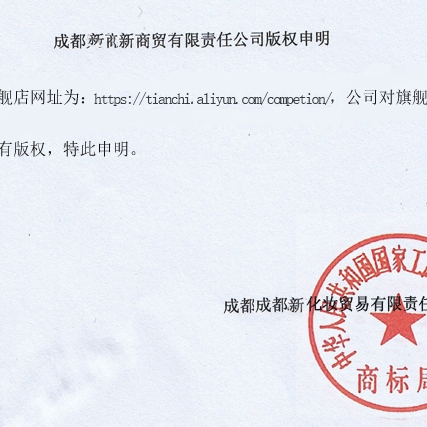 成都新新商贸有限责任公司版权申明
舰店网址为：https://tianchi.aliyun.com/competion/，公司对旗舰
有版权，特此申明。
成都成都新化妆贸易有限责任
中华人民共和国国家工
商标局